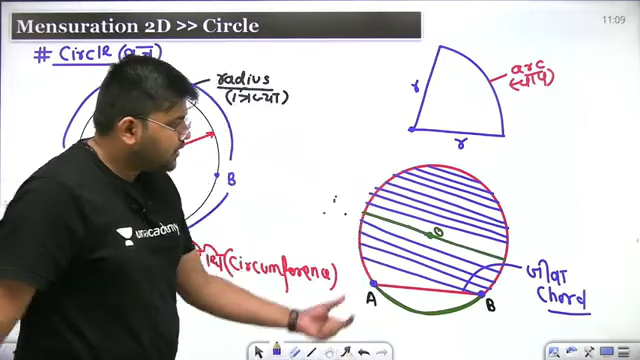 Mensuration 2D >> Circle
11:09
# Circle (वृत्त)
radius
(त्रिज्या)
arc
(चाप)
r
r
B
O
(Circumference)
जीवा
Chord
A
B
unacademy